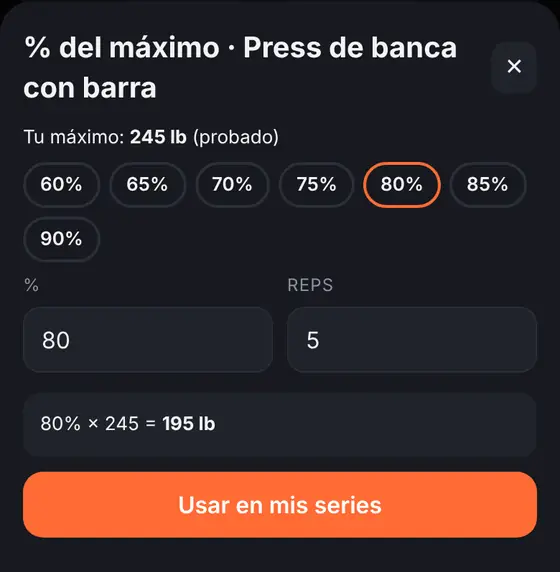 % del máximo · Press de banca
con barra
✕
Tu máximo: 245 lb (probado)
60% 65% 70% 75% 80% 85%
90%
% REPS
80 5
80% × 245 = 195 lb
Usar en mis series